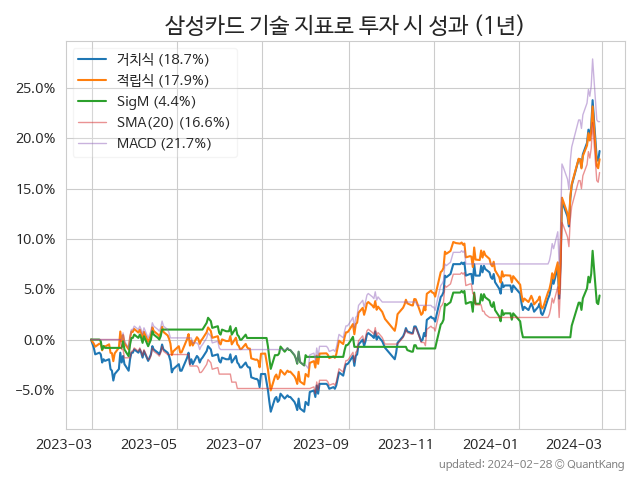 삼성카드 기술 지표로 투자 시 성과 (1년)
거치식 (18.7%)
적립식 (17.9%)
SigM (4.4%)
SMA(20) (16.6%)
MACD (21.7%)
25.0%
20.0%
15.0%
10.0%
5.0%
0.0%
−5.0%
2023-03 2023-05 2023-07 2023-09 2023-11 2024-01 2024-03
updated: 2024-02-28 © QuantKang